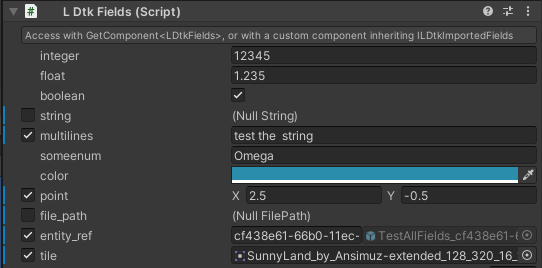 L Dtk Fields (Script)
Access with GetComponent<LDtkFields>, or with a custom component inheriting ILDtkImportedFields
integer 12345
float 1.235
boolean
string (Null String)
multilines test the string
someenum Omega
color
point X 2.5 Y -0.5
file_path (Null FilePath)
entity_ref cf438e61-66b0-11ec- TestAllFields_cf438e61-6
tile SunnyLand_by_Ansimuz-extended_128_320_16_